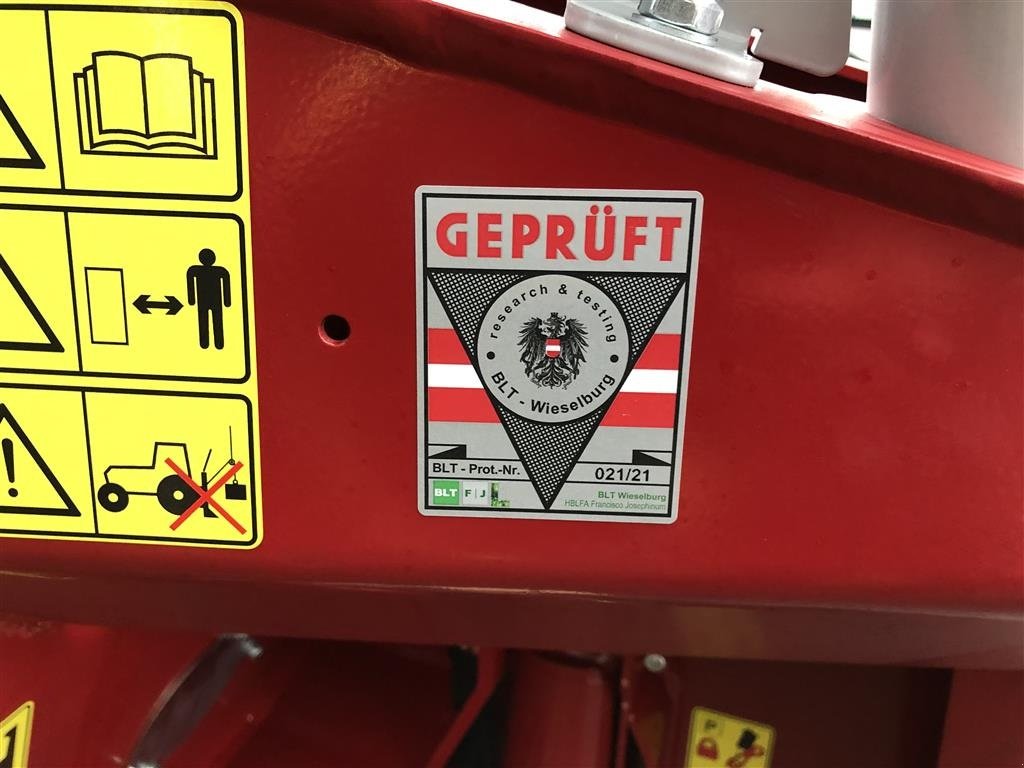 GEPRÜFT
research & testing
BLT - Wieselburg
BLT - Prot.-Nr. 021/21
BLT F J BLT Wieselburg
HBLFA Francisco Josephinum
P